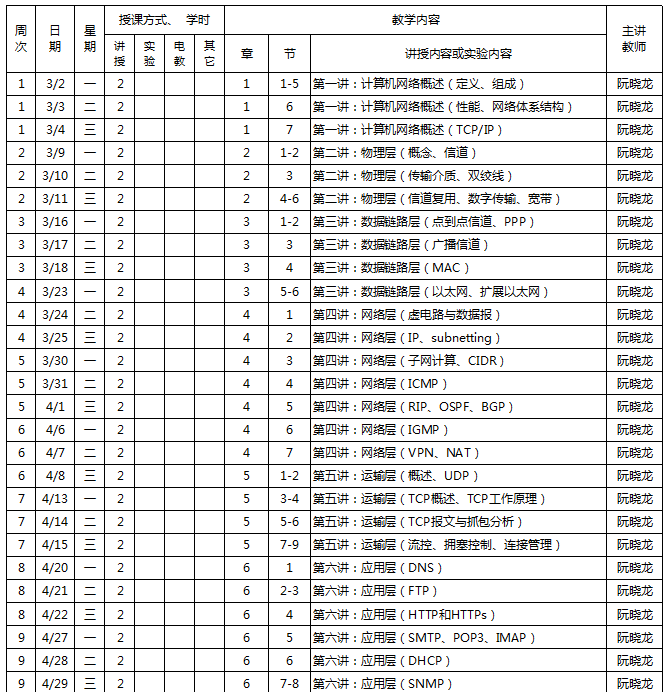 周次 日期 星期 授课方式、 学时 教学内容 主讲教师
讲授 实验 电教 其它 章 节 讲授内容或实验内容
1 3/2 一 2 1 1-5 第一讲：计算机网络概述（定义、组成） 阮晓龙
1 3/3 二 2 1 6 第一讲：计算机网络概述（性能、网络体系结构） 阮晓龙
1 3/4 三 2 1 7 第一讲：计算机网络概述（TCP/IP） 阮晓龙
2 3/9 一 2 2 1-2 第二讲：物理层（概念、信道） 阮晓龙
2 3/10 二 2 2 3 第二讲：物理层（传输介质、双绞线） 阮晓龙
2 3/11 三 2 2 4-6 第二讲：物理层（信道复用、数字传输、宽带） 阮晓龙
3 3/16 一 2 3 1-2 第三讲：数据链路层（点到点信道、PPP） 阮晓龙
3 3/17 二 2 3 3 第三讲：数据链路层（广播信道） 阮晓龙
3 3/18 三 2 3 4 第三讲：数据链路层（MAC） 阮晓龙
4 3/23 一 2 3 5-6 第三讲：数据链路层（以太网、扩展以太网） 阮晓龙
4 3/24 二 2 4 1 第四讲：网络层（虚电路与数据报） 阮晓龙
4 3/25 三 2 4 2 第四讲：网络层（IP、subnetting） 阮晓龙
5 3/30 一 2 4 3 第四讲：网络层（子网计算、CIDR） 阮晓龙
5 3/31 二 2 4 4 第四讲：网络层（ICMP） 阮晓龙
5 4/1 三 2 4 5 第四讲：网络层（RIP、OSPF、BGP） 阮晓龙
6 4/6 一 2 4 6 第四讲：网络层（IGMP） 阮晓龙
6 4/7 二 2 4 7 第四讲：网络层（VPN、NAT） 阮晓龙
6 4/8 三 2 5 1-2 第五讲：运输层（概述、UDP） 阮晓龙
7 4/13 一 2 5 3-4 第五讲：运输层（TCP概述、TCP工作原理） 阮晓龙
7 4/14 二 2 5 5-6 第五讲：运输层（TCP报文与抓包分析） 阮晓龙
7 4/15 三 2 5 7-9 第五讲：运输层（流控、拥塞控制、连接管理） 阮晓龙
8 4/20 一 2 6 1 第六讲：应用层（DNS） 阮晓龙
8 4/21 二 2 6 2-3 第六讲：应用层（FTP） 阮晓龙
8 4/22 三 2 6 4 第六讲：应用层（HTTP和HTTPs） 阮晓龙
9 4/27 一 2 6 5 第六讲：应用层（SMTP、POP3、IMAP） 阮晓龙
9 4/28 二 2 6 6 第六讲：应用层（DHCP） 阮晓龙
9 4/29 三 2 6 7-8 第六讲：应用层（SNMP） 阮晓龙